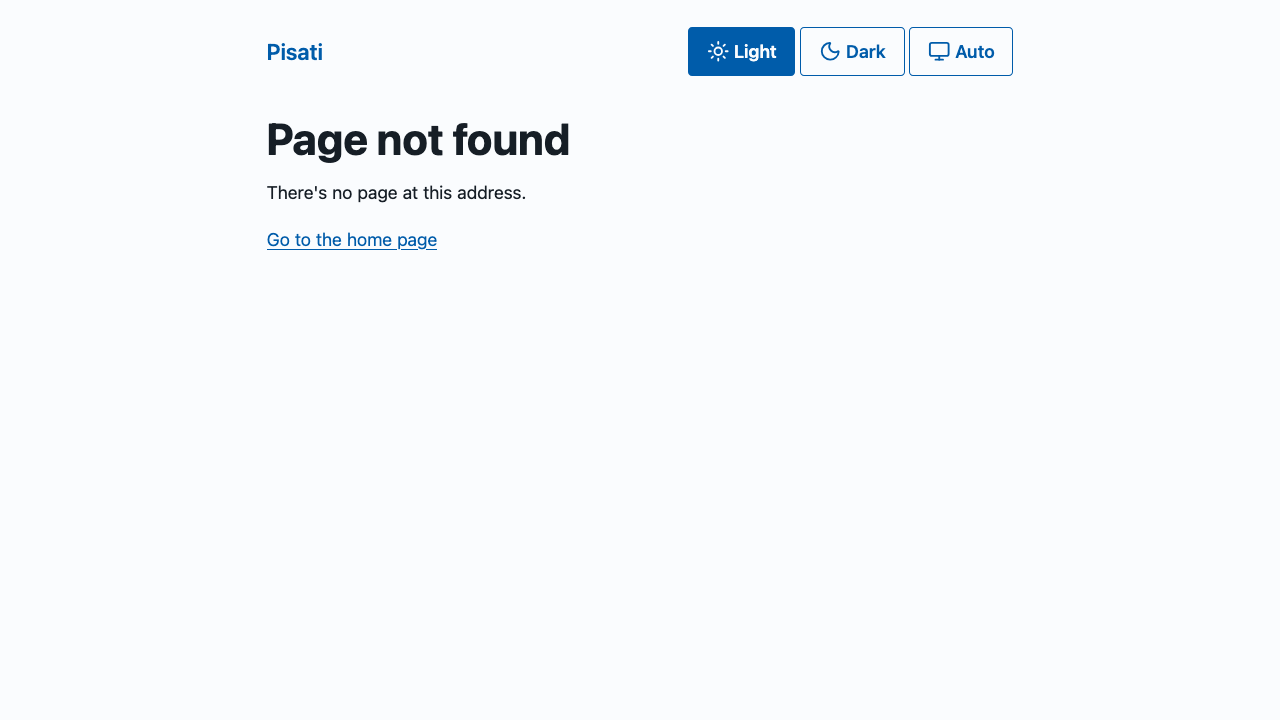 Pisati
Light Dark Auto
Page not found
There's no page at this address.
Go to the home page